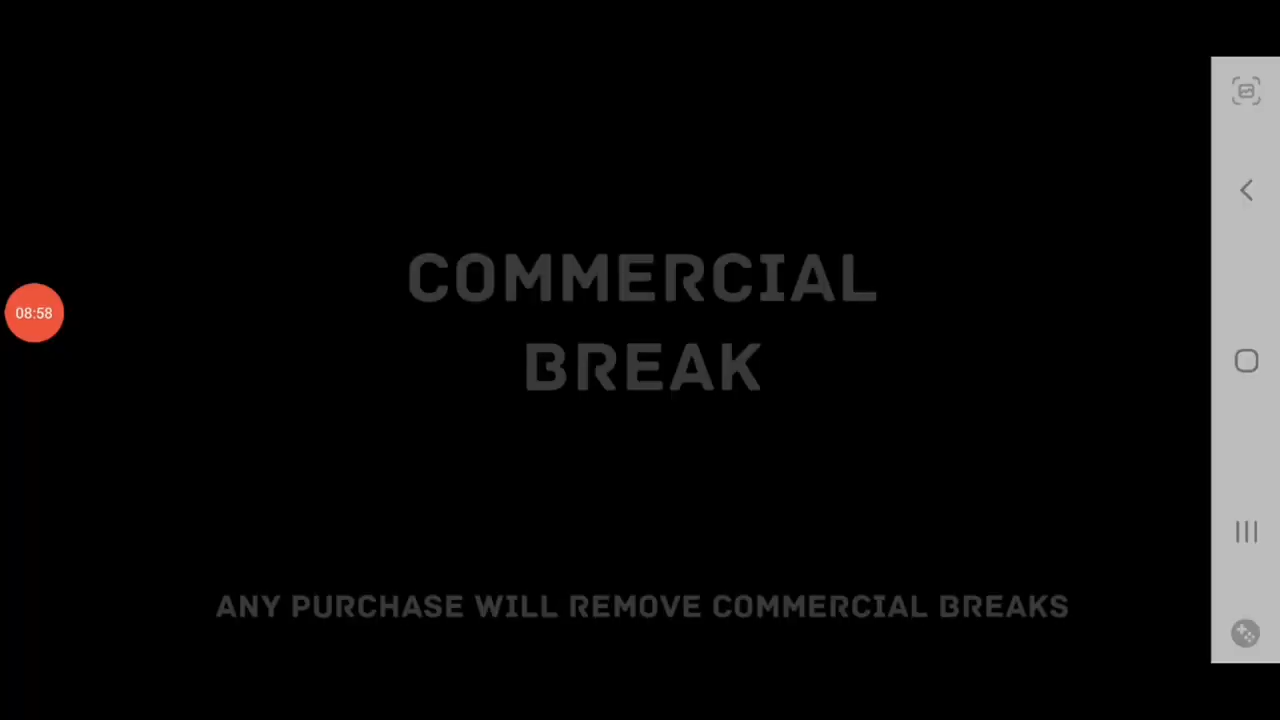 COMMERCIAL
BREAK
08:58
ANY PURCHASE WILL REMOVE COMMERCIAL BREAKS